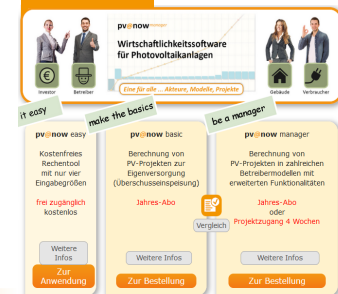 pv@now manager
Wirtschaftlichkeitssoftware
für Photovoltaikanlagen
Eine für alle ... Akteure, Modelle, Projekte
Investor
Betreiber
Gebäude
Verbraucher
it easy
make the basics
be a manager
pv@now easy
Kostenfreies
Rechentool
mit nur vier
Eingabegrößen
frei zugänglich
kostenlos
Weitere
Infos
Zur
Anwendung
pv@now basic
Berechnung von
PV-Projekten zur
Eigenversorgung
(Überschusseinspeisung)
Jahres-Abo
Weitere Infos
Zur Bestellung
Vergleich
pv@now manager
Berechnung von
PV-Projekten in zahlreichen
Betreibermodellen mit
erweiterten Funktionalitäten
Jahres-Abo
oder
Projektzugang 4 Wochen
Weitere Infos
Zur Bestellung